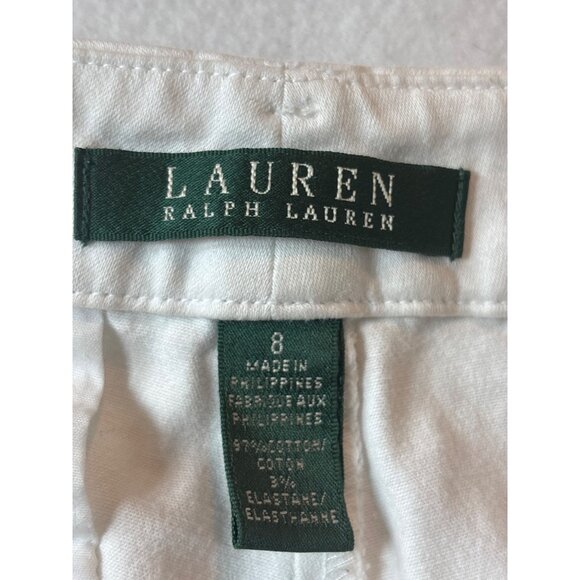 LAUREN
RALPH LAUREN
8
MADE IN
PHILIPPINES
FABRIQUE AUX
PHILIPPINES
97% COTTON/
COTON
3%
ELASTANE/
ELASTHANNE